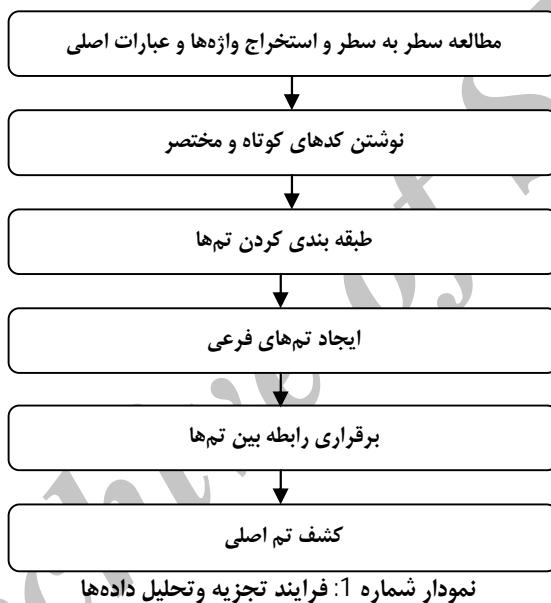 مطالعه سطر به سطر و استخراج واژه‌ها و عبارات اصلی
نوشتن کدهای کوتاه و مختصر
طبقه بندی کردن تم‌ها
ایجاد تم‌های فرعی
برقراری رابطه بین تم‌ها
کشف تم اصلی
نمودار شماره 1: فرایند تجزیه وتحلیل داده‌ها